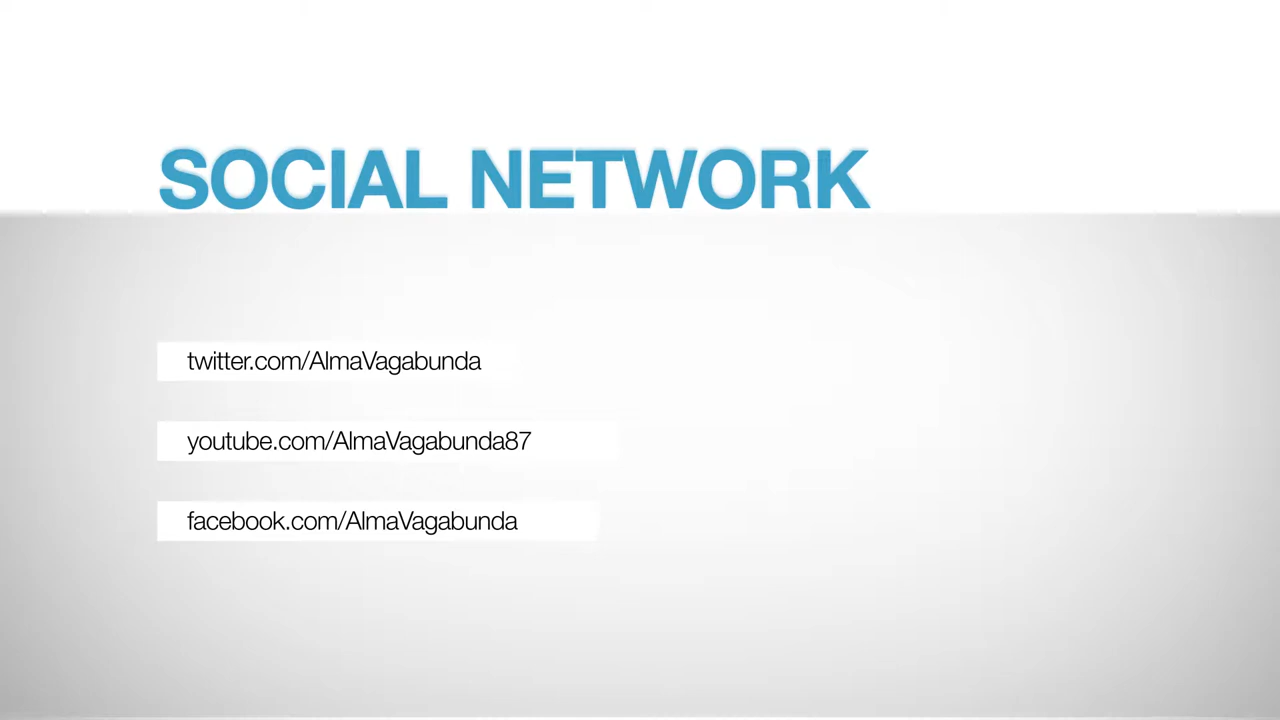 SOCIAL NETWORK
twitter.com/AlmaVagabunda
youtube.com/AlmaVagabunda87
facebook.com/AlmaVagabunda